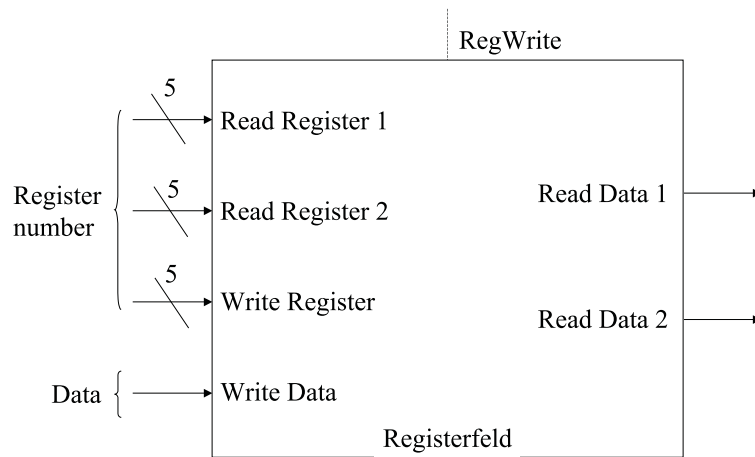 RegWrite
5
Read Register 1
5
Read Register 2
Register
number
5
Write Register
Data
Write Data
Read Data 1
Read Data 2
Registerfeld